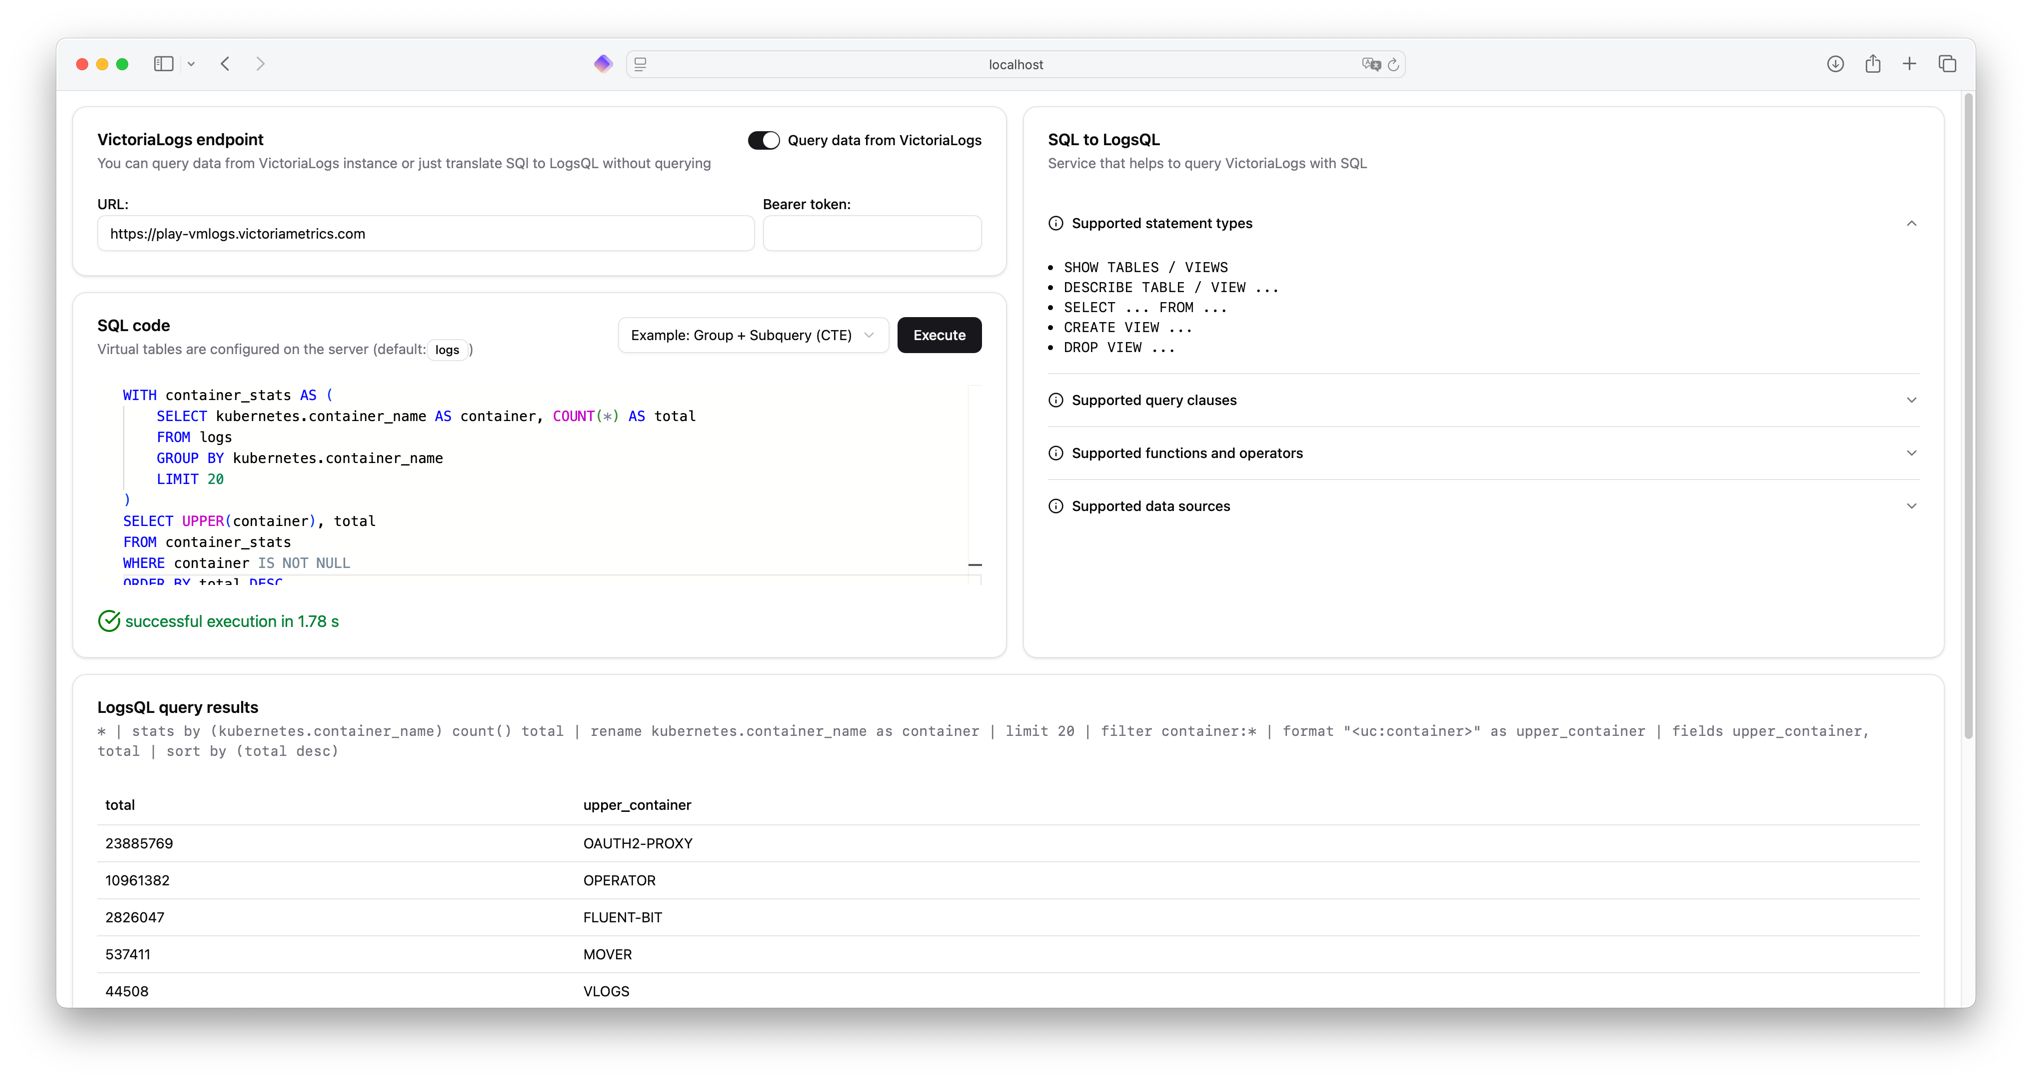 localhost
VictoriaLogs endpoint
Query data from VictoriaLogs
You can query data from VictoriaLogs instance or just translate SQl to LogsQL without querying
URL:
Bearer token:
https://play-vmlogs.victoriametrics.com
SQL code
Virtual tables are configured on the server (default: logs )
Example: Group + Subquery (CTE)
Execute
WITH container_stats AS (
SELECT kubernetes.container_name AS container, COUNT(*) AS total
FROM logs
GROUP BY kubernetes.container_name
LIMIT 20
)
SELECT UPPER(container), total
FROM container_stats
WHERE container IS NOT NULL
ORDER BY total DESC
successful execution in 1.78 s
SQL to LogsQL
Service that helps to query VictoriaLogs with SQL
Supported statement types
• SHOW TABLES / VIEWS
• DESCRIBE TABLE / VIEW ...
• SELECT ... FROM ...
• CREATE VIEW ...
• DROP VIEW ...
Supported query clauses
Supported functions and operators
Supported data sources
LogsQL query results
* | stats by (kubernetes.container_name) count() total | rename kubernetes.container_name as container | limit 20 | filter container:* | format "<uc:container>" as upper_container | fields upper_container,
total | sort by (total desc)
total upper_container
23885769 OAUTH2-PROXY
10961382 OPERATOR
2826047 FLUENT-BIT
537411 MOVER
44508 VLOGS